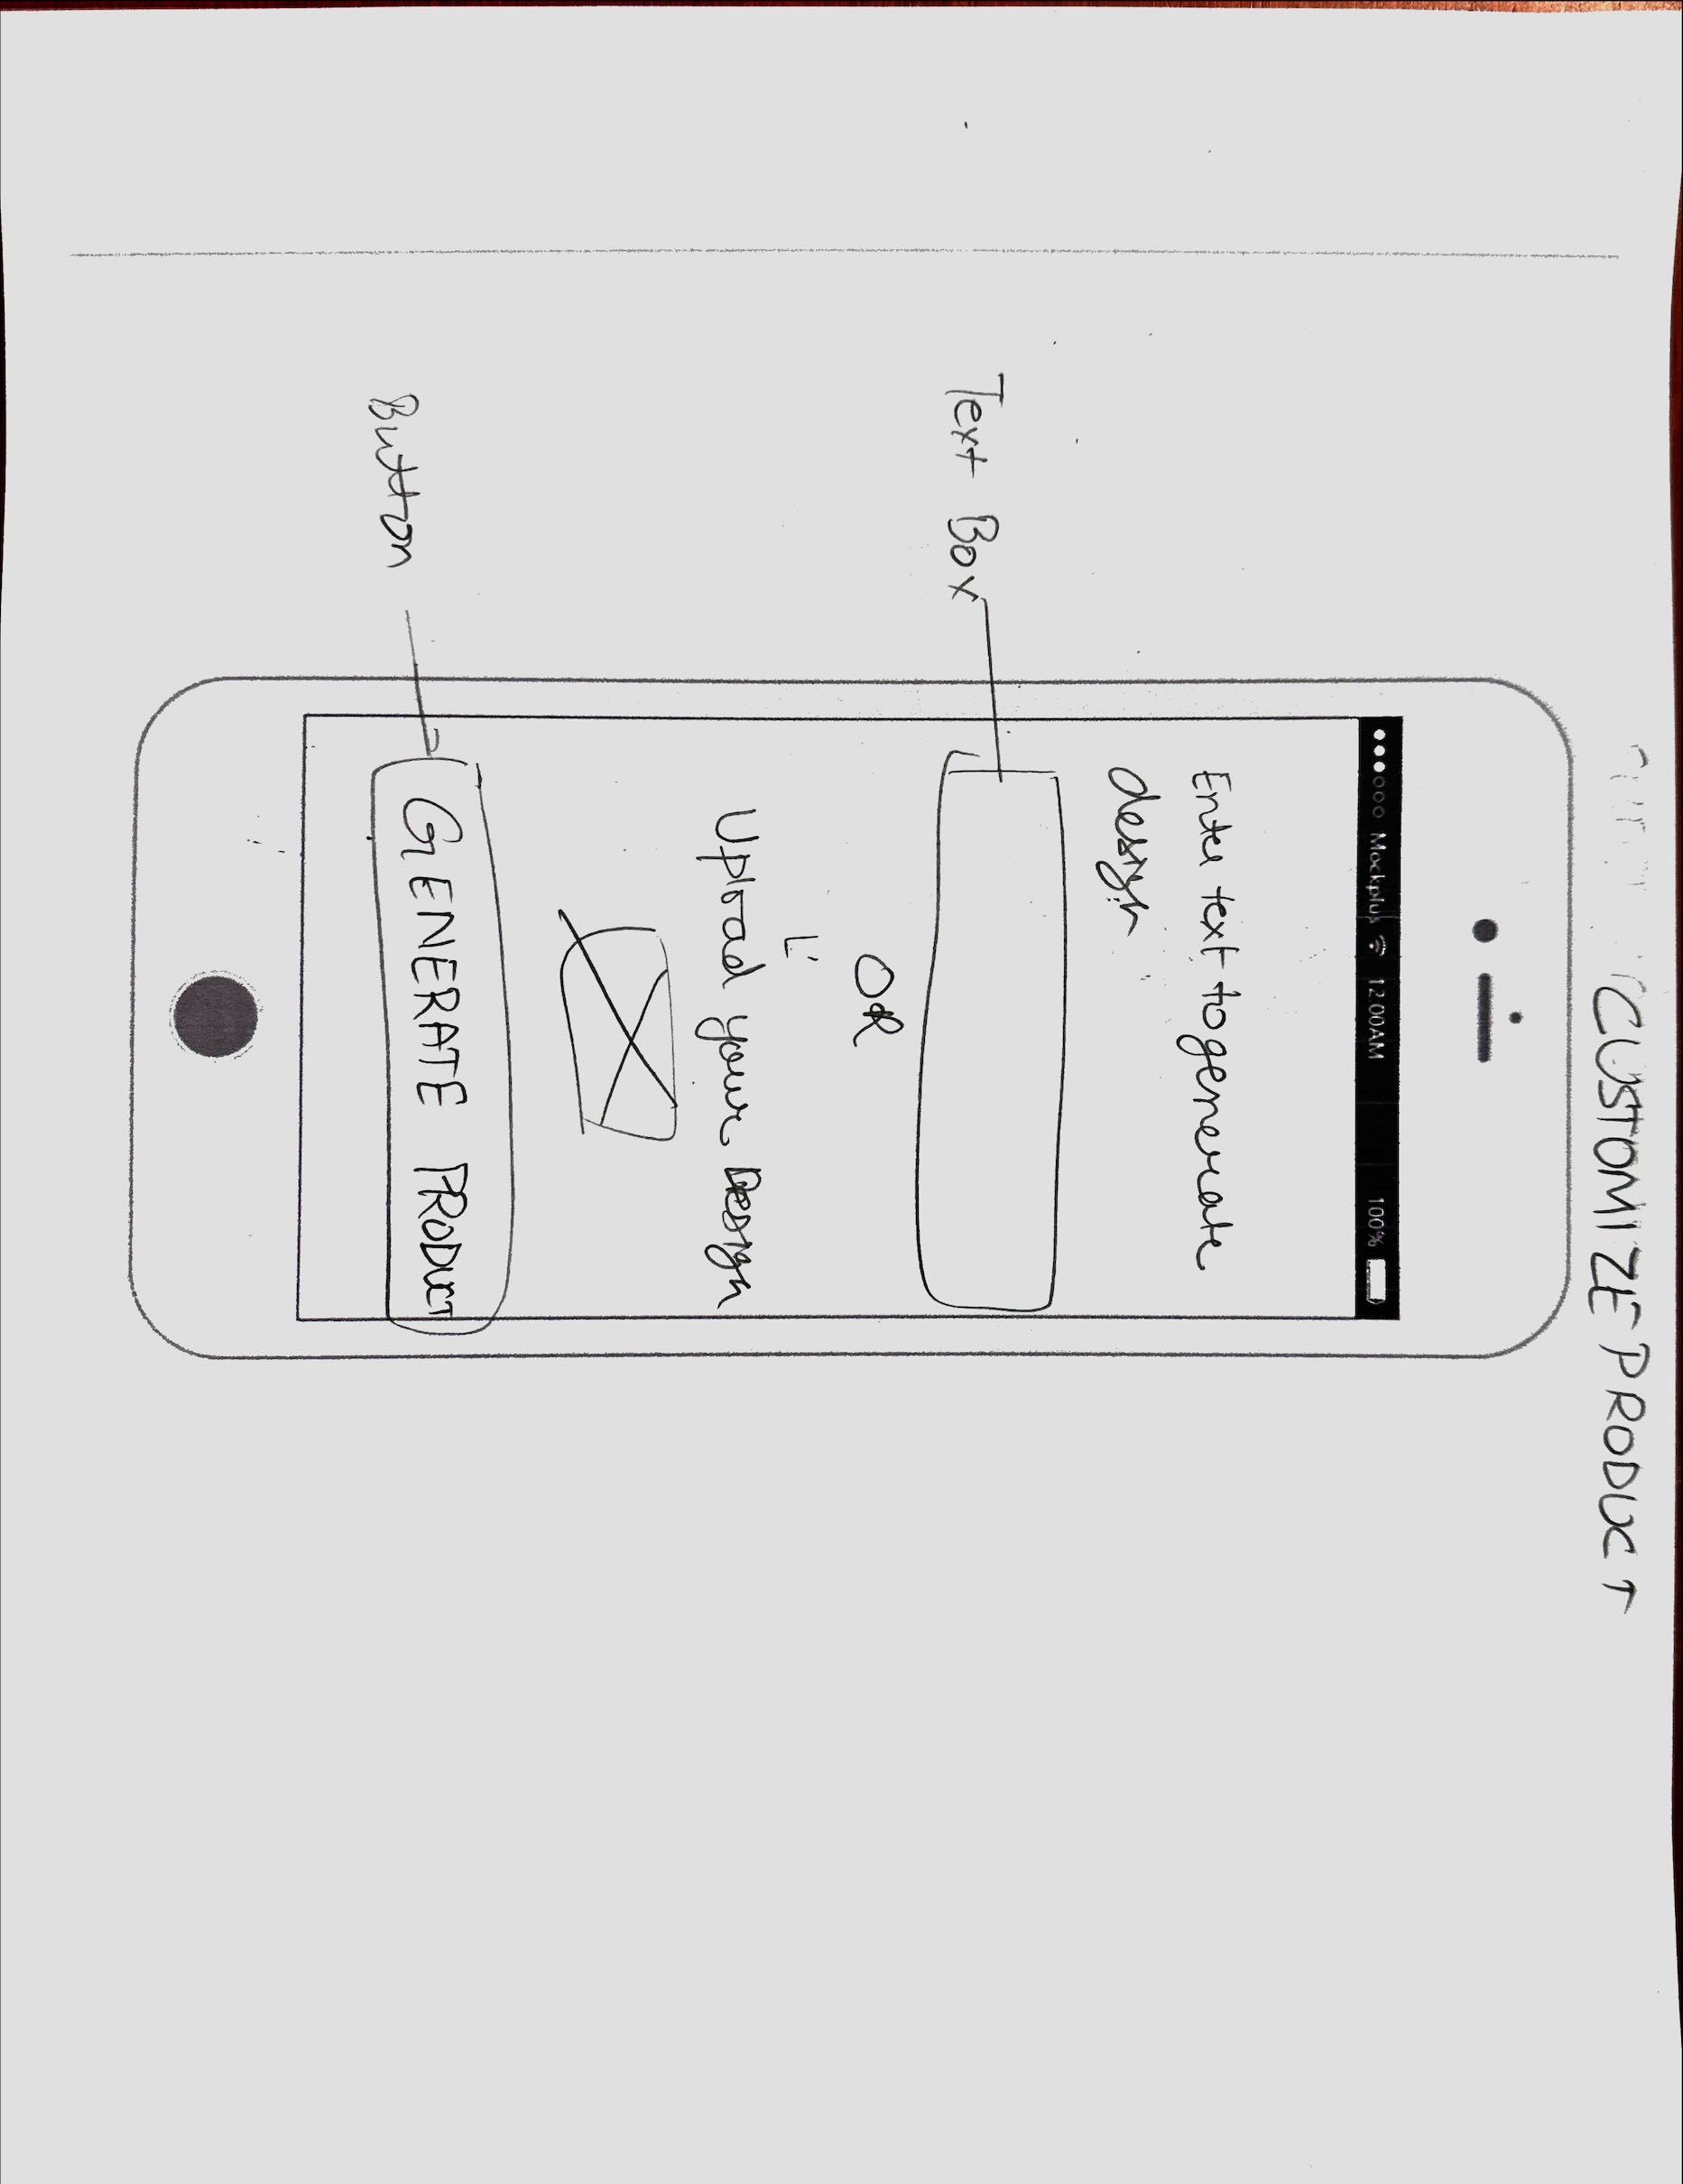 CUSTOMIZE PRODUCT
Mockplus 12:00AM 100%
Enter text to generate
design
Text Box
OR
Upload your Design
GENERATE PRODUCT
Button